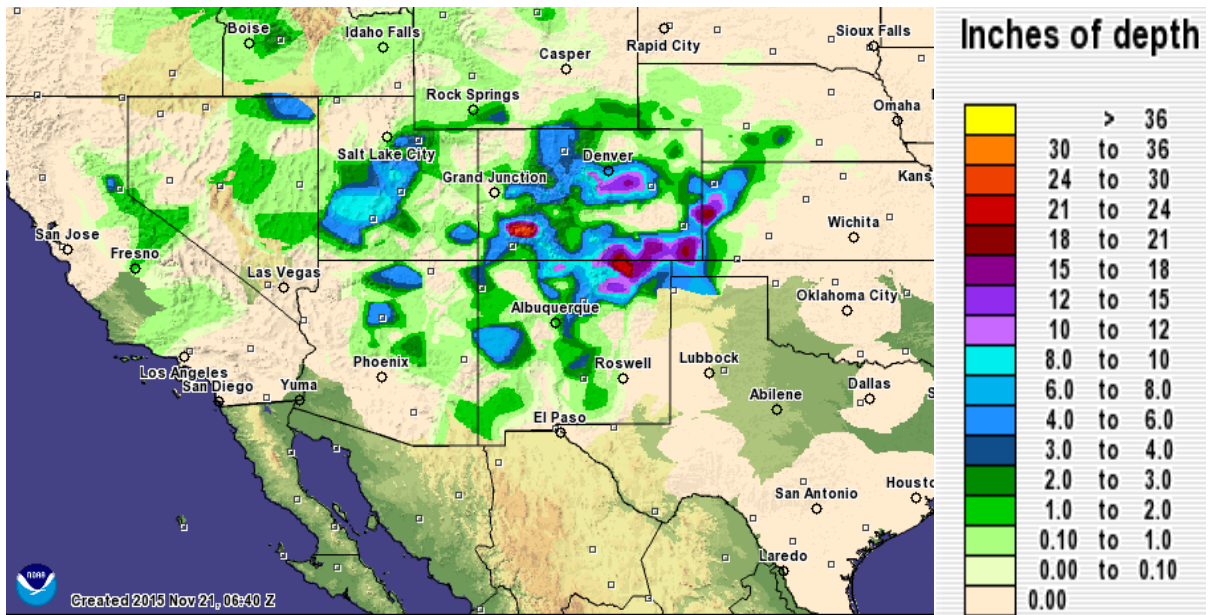 Boise
Idaho Falls
Casper
Rapid City
Sioux Falls
Rock Springs
Omaha
Salt Lake City
Denver
Grand Junction
Kans
Wichita
San Jose
Fresno
Las Vegas
Oklahoma City
Albuquerque
Phoenix
Roswell
Lubbock
Los Angeles
San Diego
Yuma
Abilene
Dallas
S
El Paso
San Antonio
Housto
Laredo
NOAA
Created 2015 Nov 21, 06:40 Z
Inches of depth
> 36
30 to 36
24 to 30
21 to 24
18 to 21
15 to 18
12 to 15
10 to 12
8.0 to 10
6.0 to 8.0
4.0 to 6.0
3.0 to 4.0
2.0 to 3.0
1.0 to 2.0
0.10 to 1.0
0.00 to 0.10
0.00